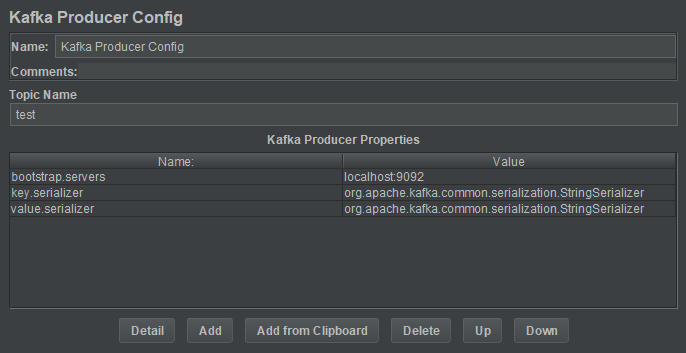 Kafka Producer Config
Name: Kafka Producer Config
Comments:
Topic Name
test
Kafka Producer Properties
Name: Value
bootstrap.servers localhost:9092
key.serializer org.apache.kafka.common.serialization.StringSerializer
value.serializer org.apache.kafka.common.serialization.StringSerializer
Detail Add Add from Clipboard Delete Up Down